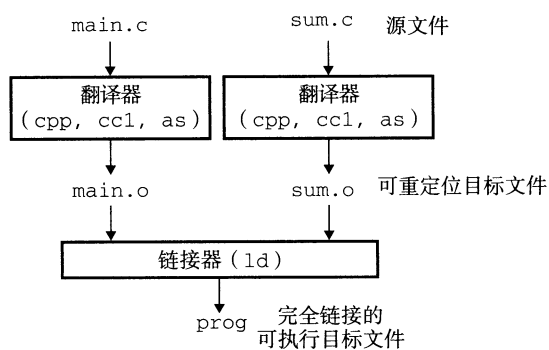 main.c sum.c 源文件
翻译器 翻译器
(cpp, cc1, as) (cpp, cc1, as)
main.o sum.o 可重定位目标文件
链接器(ld)
prog 完全链接的
可执行目标文件